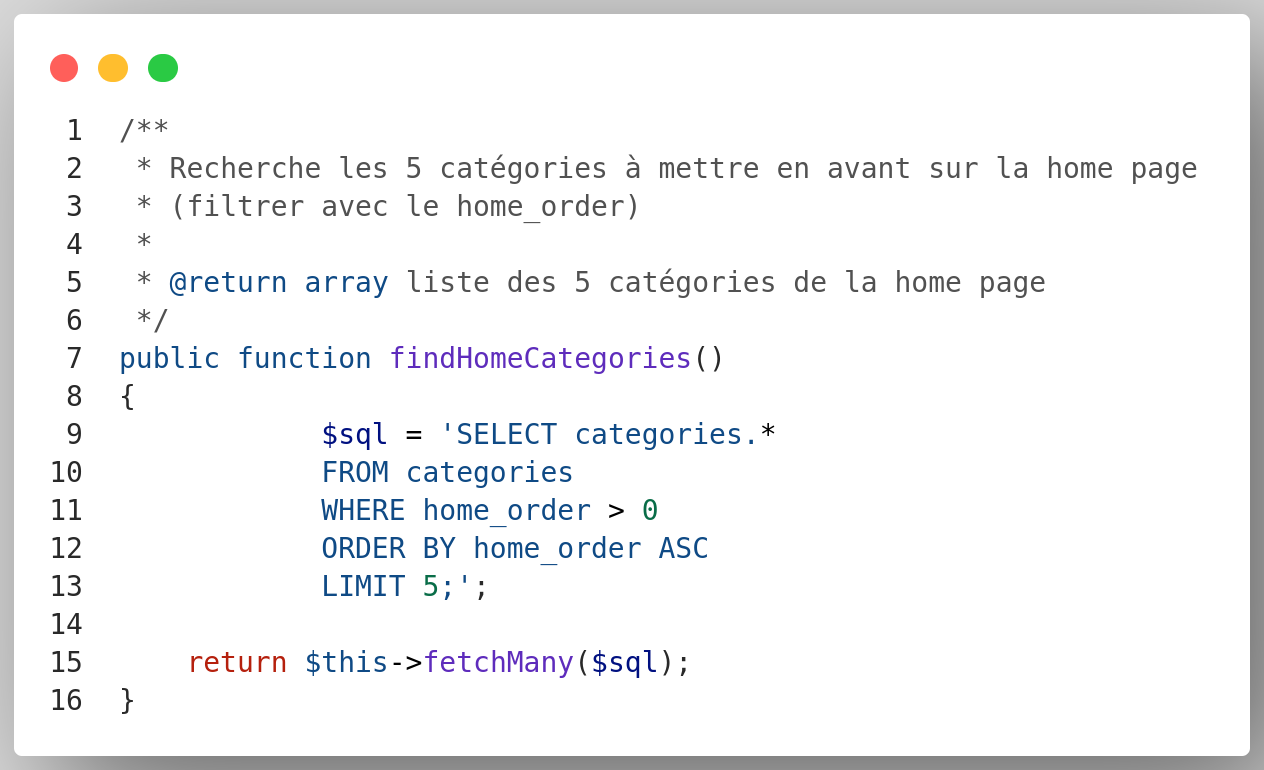 1 /**
2  * Recherche les 5 catégories à mettre en avant sur la home page
3  * (filtrer avec le home_order)
4  *
5  * @return array liste des 5 catégories de la home page
6  */
7 public function findHomeCategories()
8 {
9             $sql = 'SELECT categories.*
10             FROM categories
11             WHERE home_order > 0
12             ORDER BY home_order ASC
13             LIMIT 5;';
14
15     return $this->fetchMany($sql);
16 }